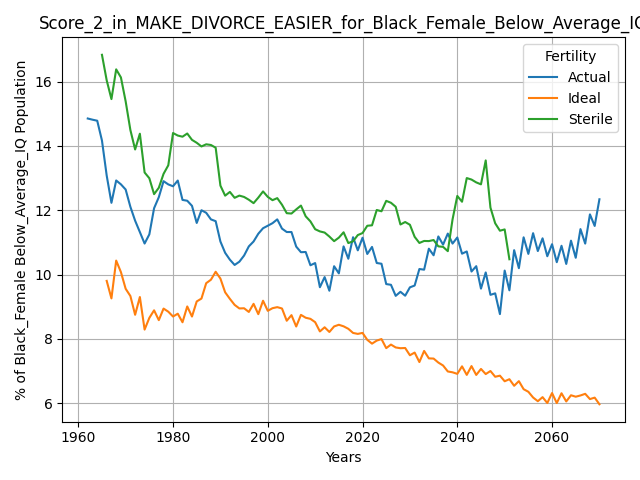 Score_2_in_MAKE_DIVORCE_EASIER_for_Black_Female_Below_Average_IQ
Fertility
Actual
Ideal
Sterile
% of Black_Female Below_Average_IQ Population
16
14
12
10
8
6
1960
1980
2000
2020
2040
2060
Years